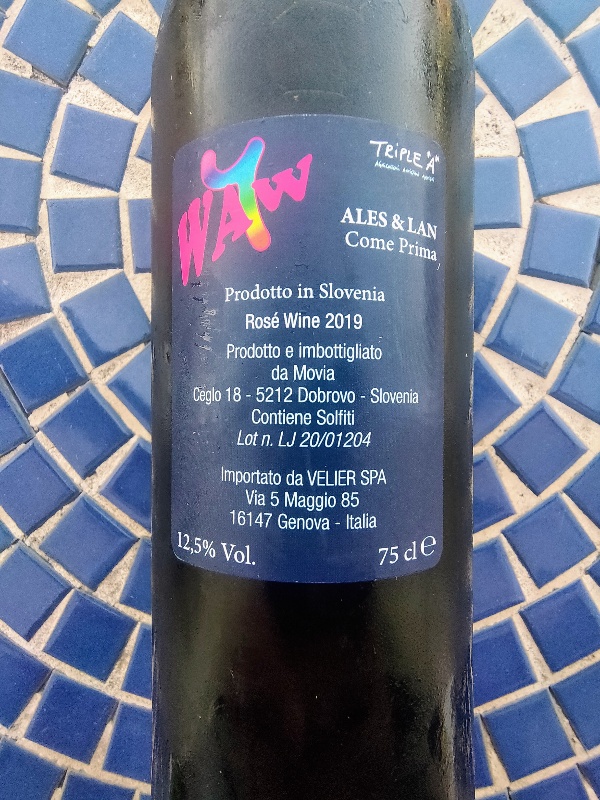 WAW
TRiPLE "A"
ALES & LAN
Come Prima
Prodotto in Slovenia
Rosé Wine 2019
Prodotto e imbottigliato
da Movia
Ceglo 18 - 5212 Dobrovo - Slovenia
Contiene Solfiti
Lot n. LJ 20/01204
Importato da VELIER SPA
Via 5 Maggio 85
16147 Genova - Italia
12,5% Vol.
75 cl e